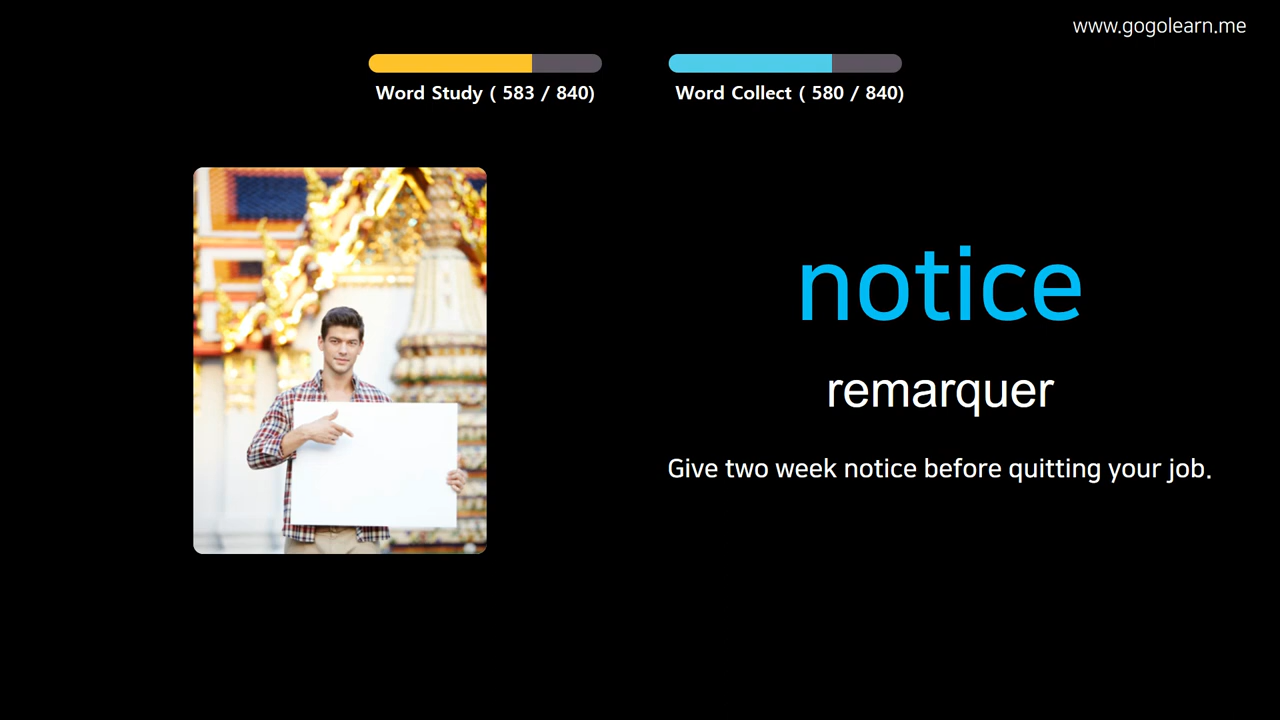 www.gogolearn.me
Word Study ( 583 / 840)
Word Collect ( 580 / 840)
notice
remarquer
Give two week notice before quitting your job.